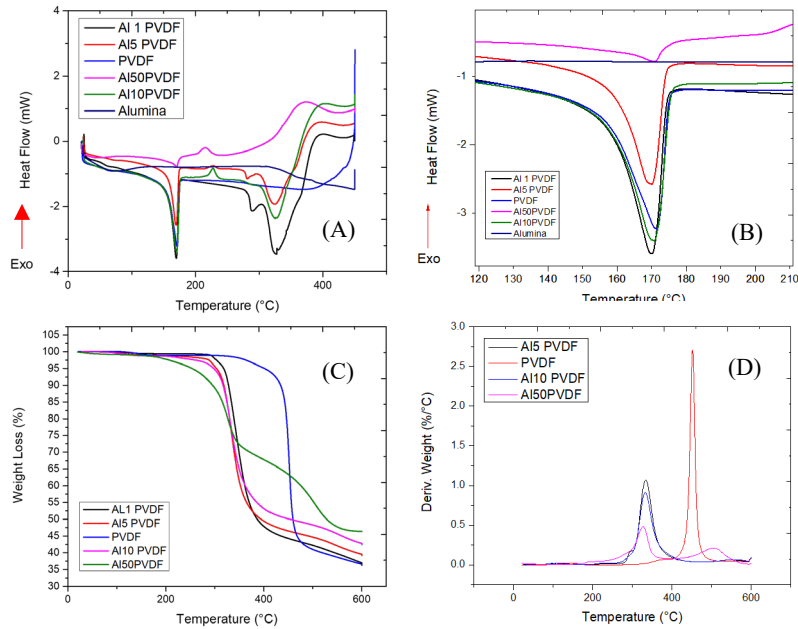 4
2
0
-2
-4
0
200
400
Heat Flow (mW)
Exo
Temperature (°C)
Al 1 PVDF
Al5 PVDF
PVDF
Al50PVDF
Al10PVDF
Alumina
(A)
-1
-2
-3
120
130
140
150
160
170
180
190
200
210
Heat Flow (mW)
Exo
Temperature (°C)
Al 1 PVDF
Al5 PVDF
PVDF
Al50PVDF
Al10PVDF
Alumina
(B)
105
100
95
90
85
80
75
70
65
60
55
50
45
40
35
30
0
200
400
600
Weight Loss (%)
Temperature (°C)
AL1 PVDF
Al5 PVDF
PVDF
Al10 PVDF
Al50PVDF
(C)
3.0
2.5
2.0
1.5
1.0
0.5
0.0
0
200
400
600
Deriv. Weight (%/°C)
Temperature (°C)
Al5 PVDF
PVDF
Al10 PVDF
Al50PVDF
(D)